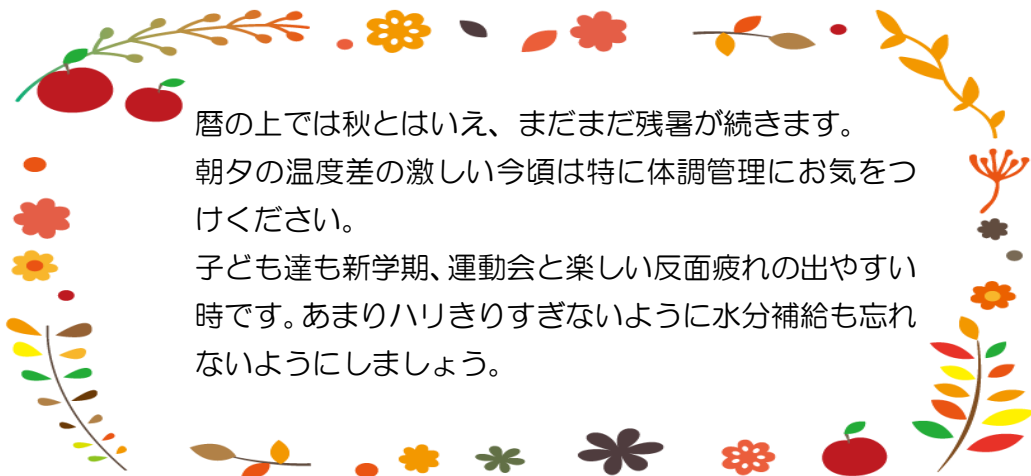 暦の上では秋とはいえ、まだまだ残暑が続きます。
朝夕の温度差の激しい今頃は特に体調管理にお気をつ
けください。
子ども達も新学期、運動会と楽しい反面疲れの出やすい
時です。あまりハリきりすぎないように水分補給も忘れ
ないようにしましょう。